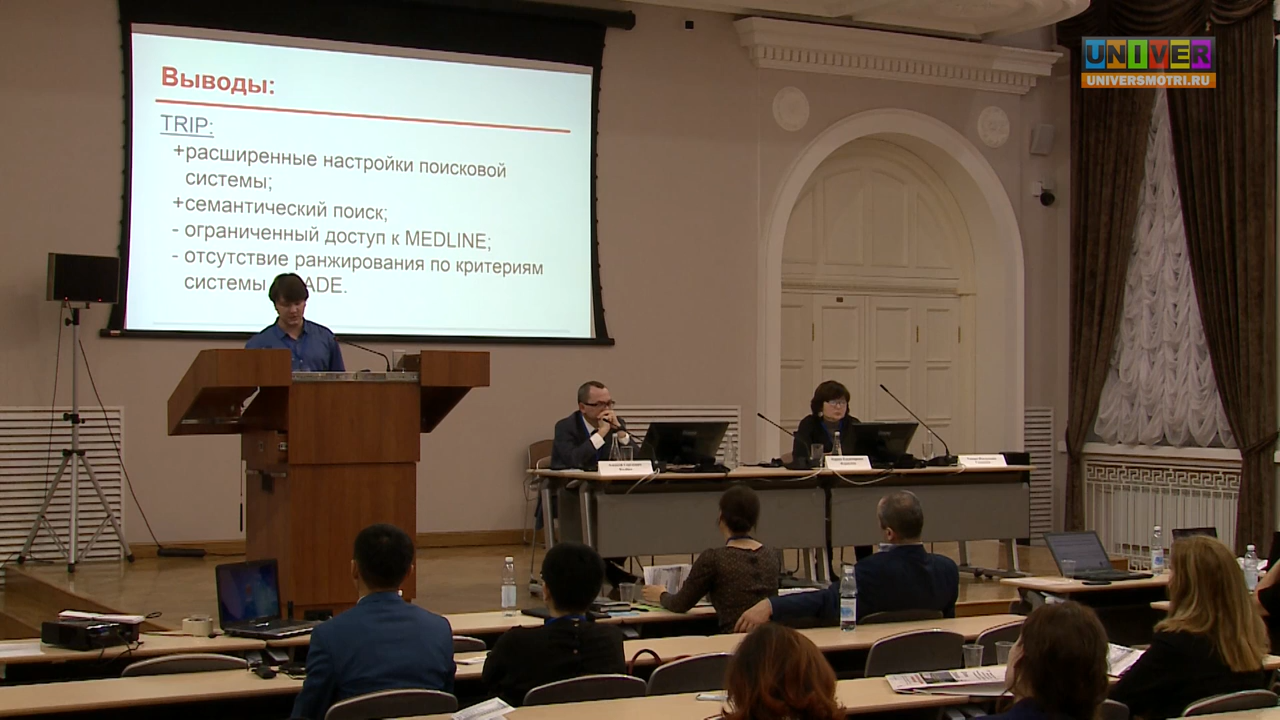 UNIVER
UNIVERSMOTRI.RU
Выводы:
TRIP:
+расширенные настройки поисковой
системы;
+семантический поиск;
- ограниченный доступ к MEDLINE;
- отсутствие ранжирования по критериям
системы ADE.